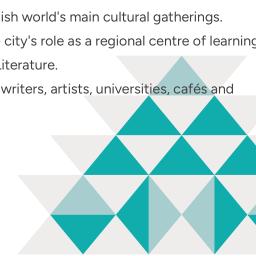 ish world's main cultural gatherings.
city's role as a regional centre of learning
Literature.
writers, artists, universities, cafés and